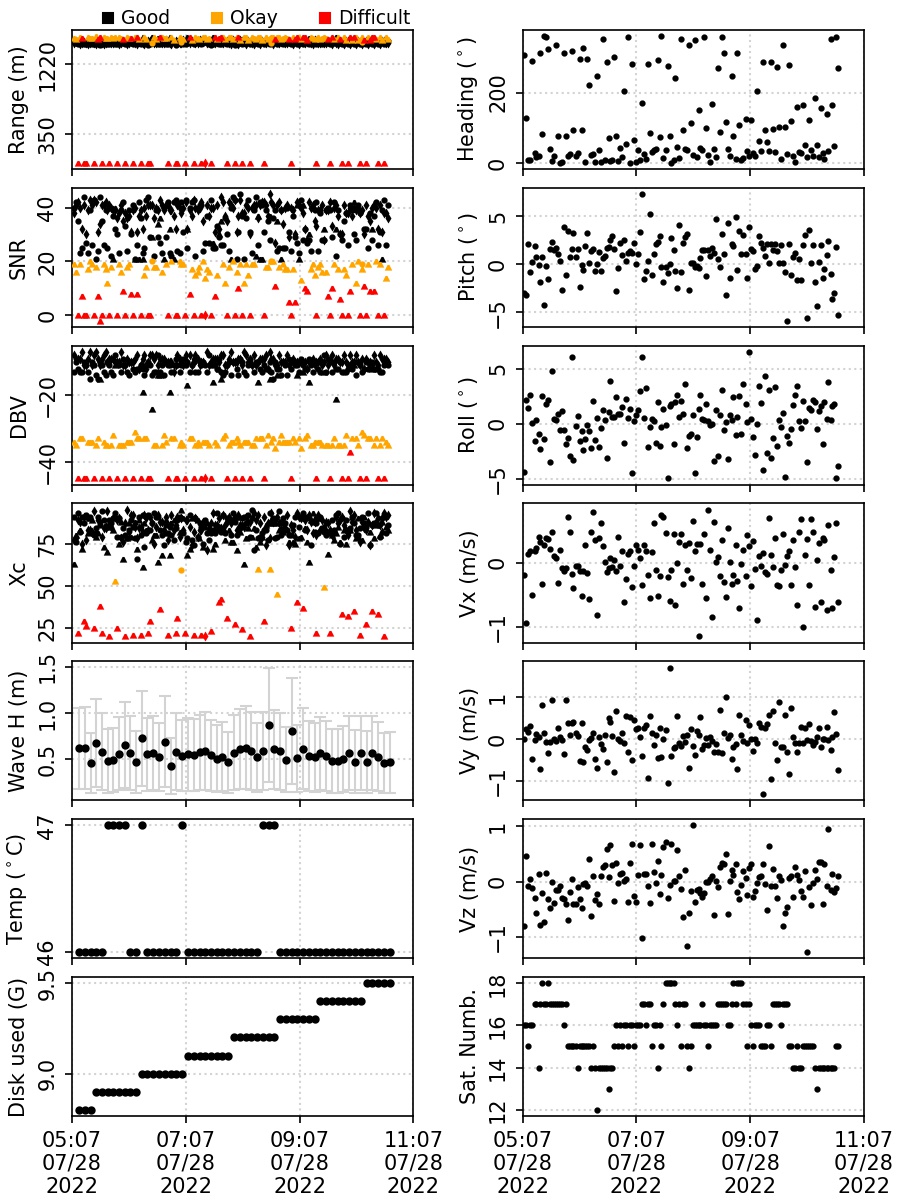 Good Okay Difficult
Range (m)
1220
350
Heading (°)
200
0
SNR
40
20
0
Pitch (°)
5
0
−5
DBV
−20
−40
Roll (°)
5
0
−5
Xc
75
50
25
Vx (m/s)
0
−1
Wave H (m)
1.5
1.0
0.5
Vy (m/s)
1
0
−1
Temp (°C)
47
46
Vz (m/s)
1
0
−1
Disk used (G)
9.5
9.0
Sat. Numb.
18
16
14
12
05:07 07:07 09:07 11:07 05:07 07:07 09:07 11:07
07/28 07/28 07/28 07/28 07/28 07/28 07/28 07/28
2022 2022 2022 2022 2022 2022 2022 2022